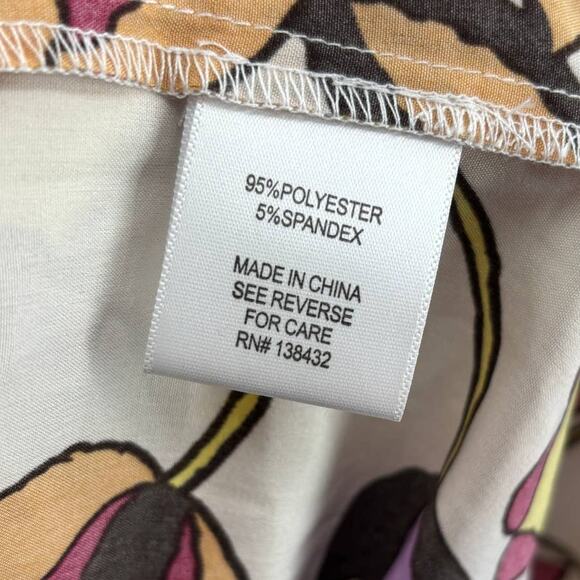 95%POLYESTER
5%SPANDEX
MADE IN CHINA
SEE REVERSE
FOR CARE
RN# 138432